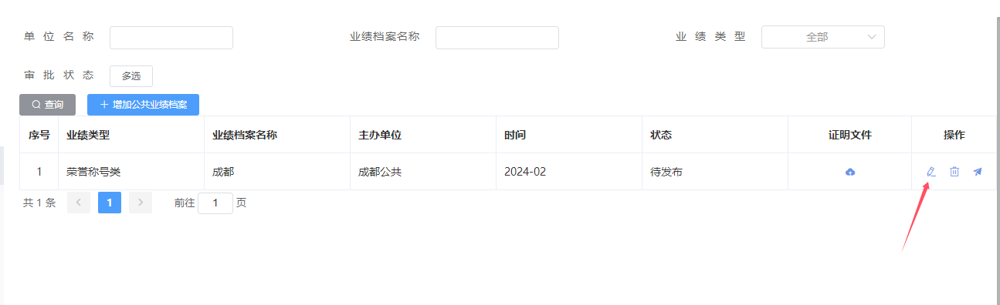 单位名称 业绩档案名称 业绩类型 全部
审批状态 多选
查询 增加公共业绩档案
序号 业绩类型 业绩档案名称 主办单位 时间 状态 证明文件 操作
1 荣誉称号类 成都 成都公共 2024-02 待发布
共 1 条 1 前往 1 页